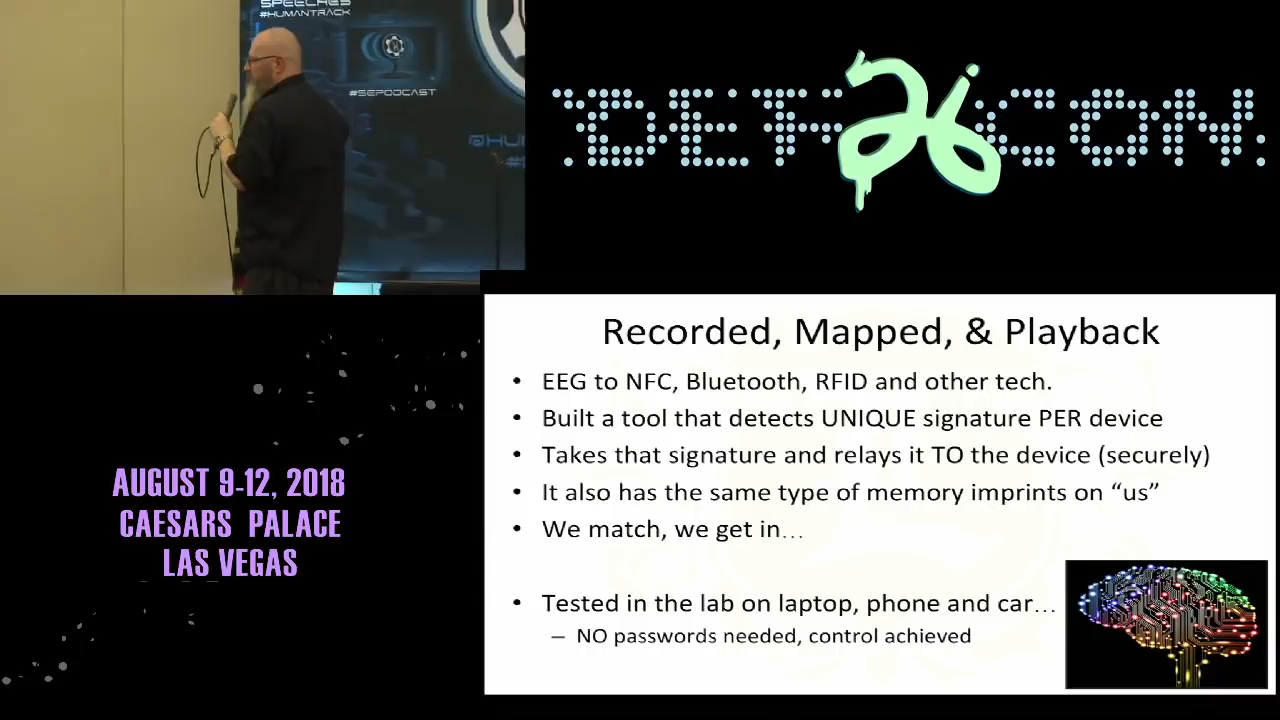 SPEECHES
#HUMANTRACK
#SEPODCAST
DEF 26 CON
AUGUST 9-12, 2018
CAESARS PALACE
LAS VEGAS
Recorded, Mapped, & Playback
• EEG to NFC, Bluetooth, RFID and other tech.
• Built a tool that detects UNIQUE signature PER device
• Takes that signature and relays it TO the device (securely)
• It also has the same type of memory imprints on “us”
• We match, we get in…
• Tested in the lab on laptop, phone and car…
– NO passwords needed, control achieved